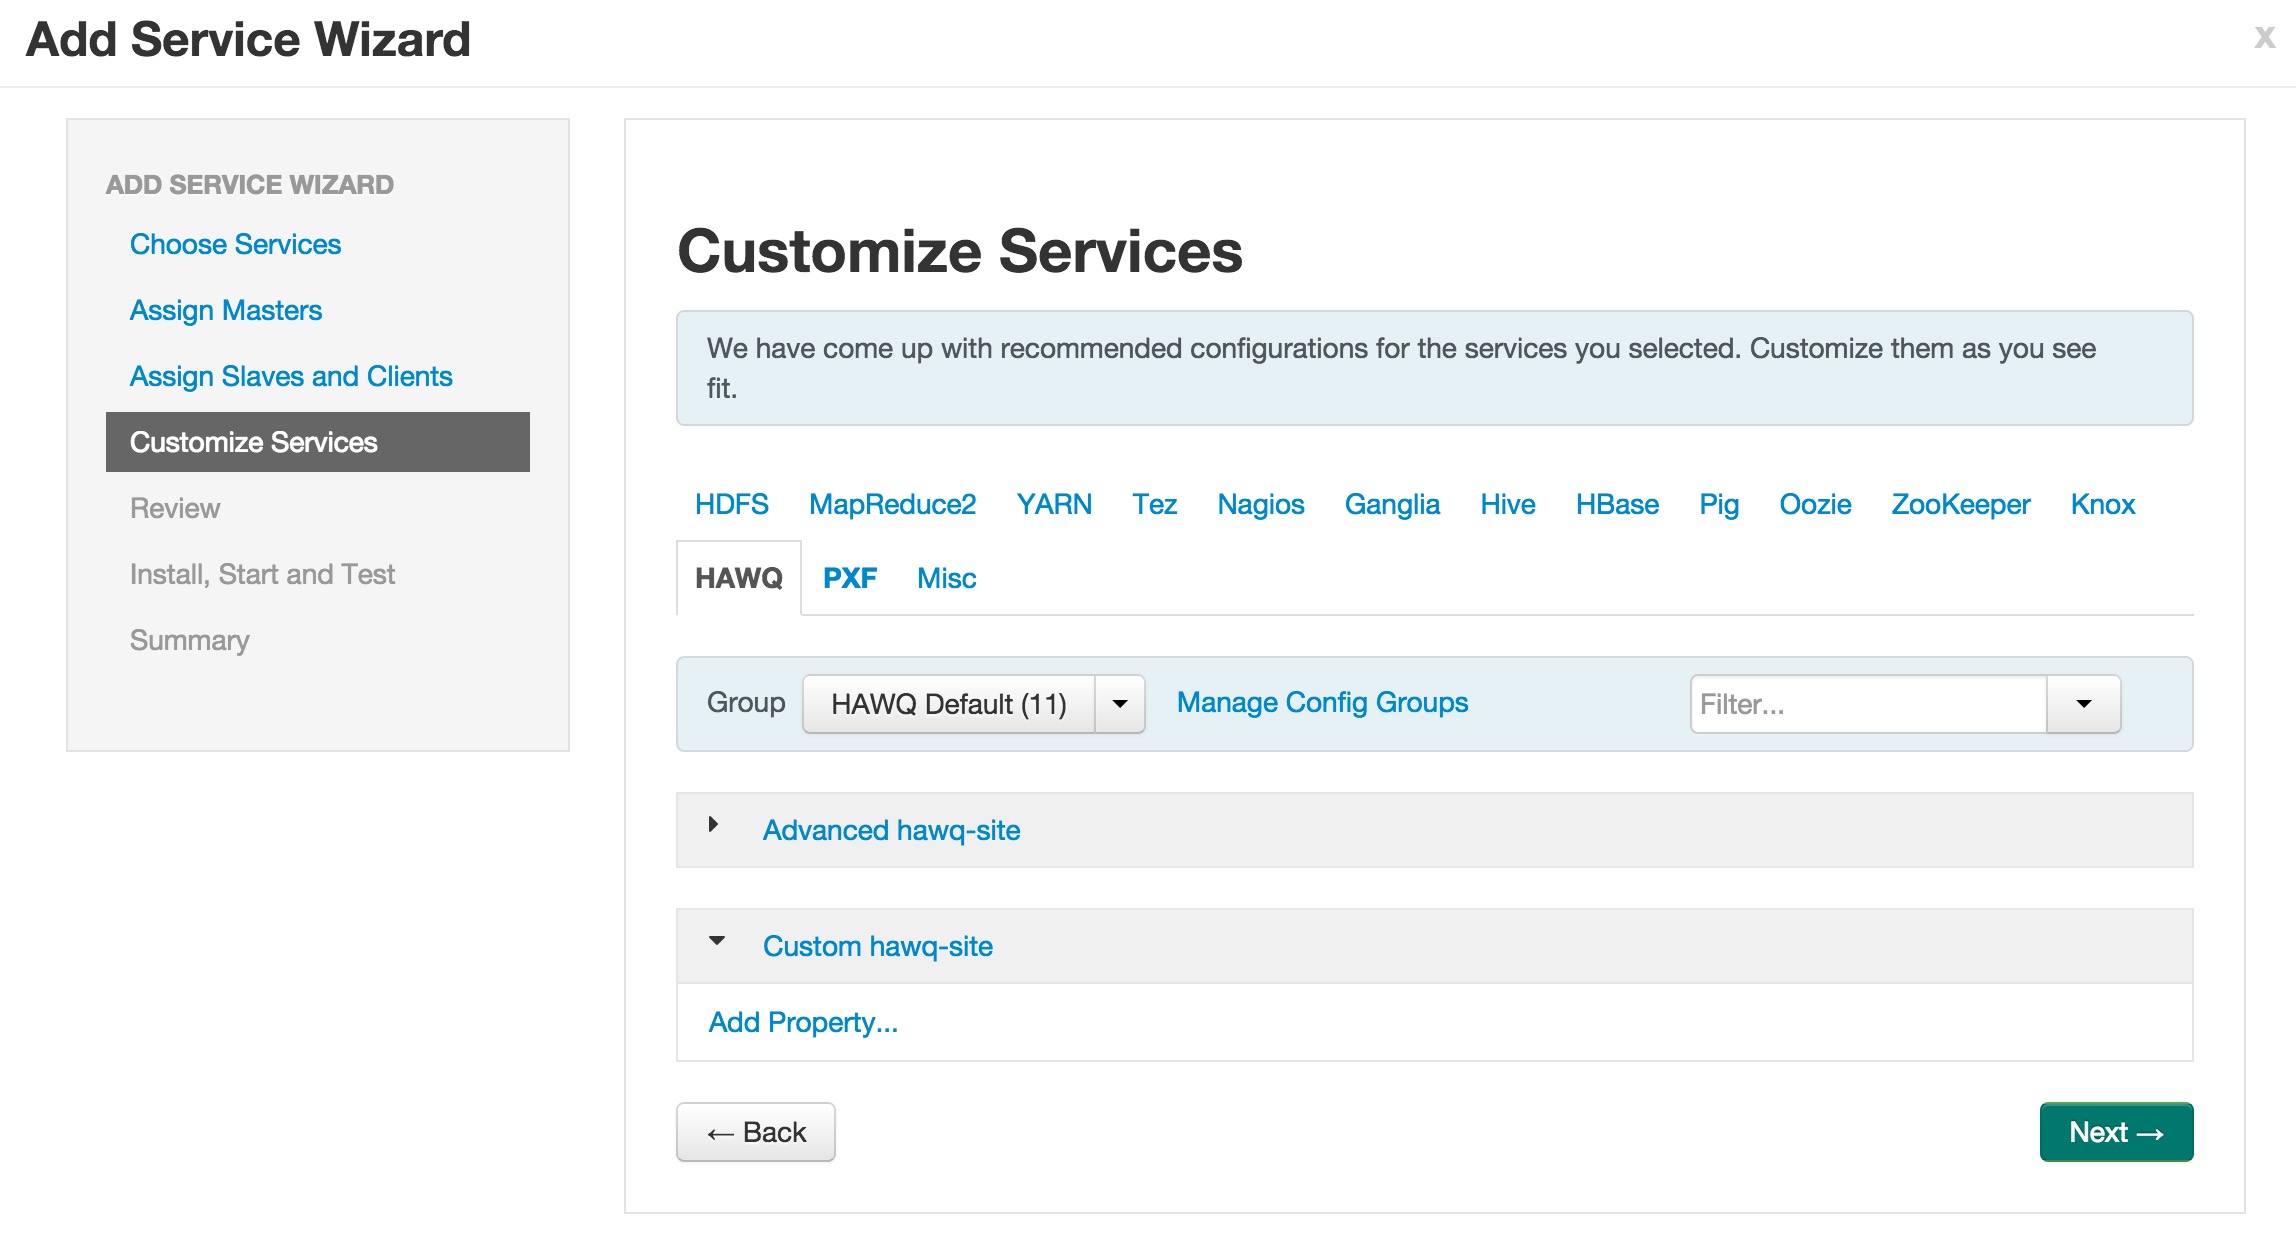 Add Service Wizard
x
ADD SERVICE WIZARD
Choose Services
Assign Masters
Assign Slaves and Clients
Customize Services
Review
Install, Start and Test
Summary
Customize Services
We have come up with recommended configurations for the services you selected. Customize them as you see
fit.
HDFS MapReduce2 YARN Tez Nagios Ganglia Hive HBase Pig Oozie ZooKeeper Knox
HAWQ PXF Misc
Group HAWQ Default (11) Manage Config Groups Filter...
Advanced hawq-site
Custom hawq-site
Add Property...
← Back Next →